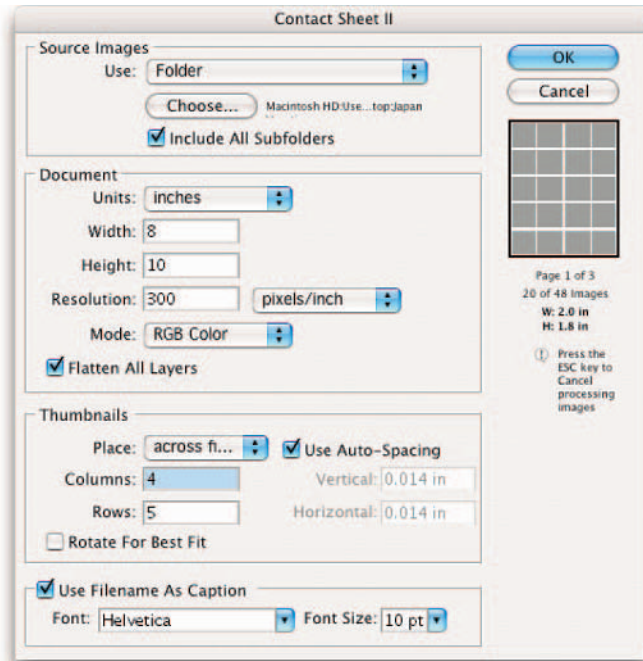 Contact Sheet II
Source Images
Use: Folder
Choose... Macintosh HD:Use...top:Japan
Include All Subfolders
Document
Units: inches
Width: 8
Height: 10
Resolution: 300 pixels/inch
Mode: RGB Color
Flatten All Layers
Thumbnails
Place: across fi... Use Auto-Spacing
Columns: 4 Vertical: 0.014 in
Rows: 5 Horizontal: 0.014 in
Rotate For Best Fit
Use Filename As Caption
Font: Helvetica Font Size: 10 pt
OK
Cancel
Page 1 of 3
20 of 48 Images
W: 2.0 in
H: 1.8 in
Press the
ESC key to
Cancel
processing
images